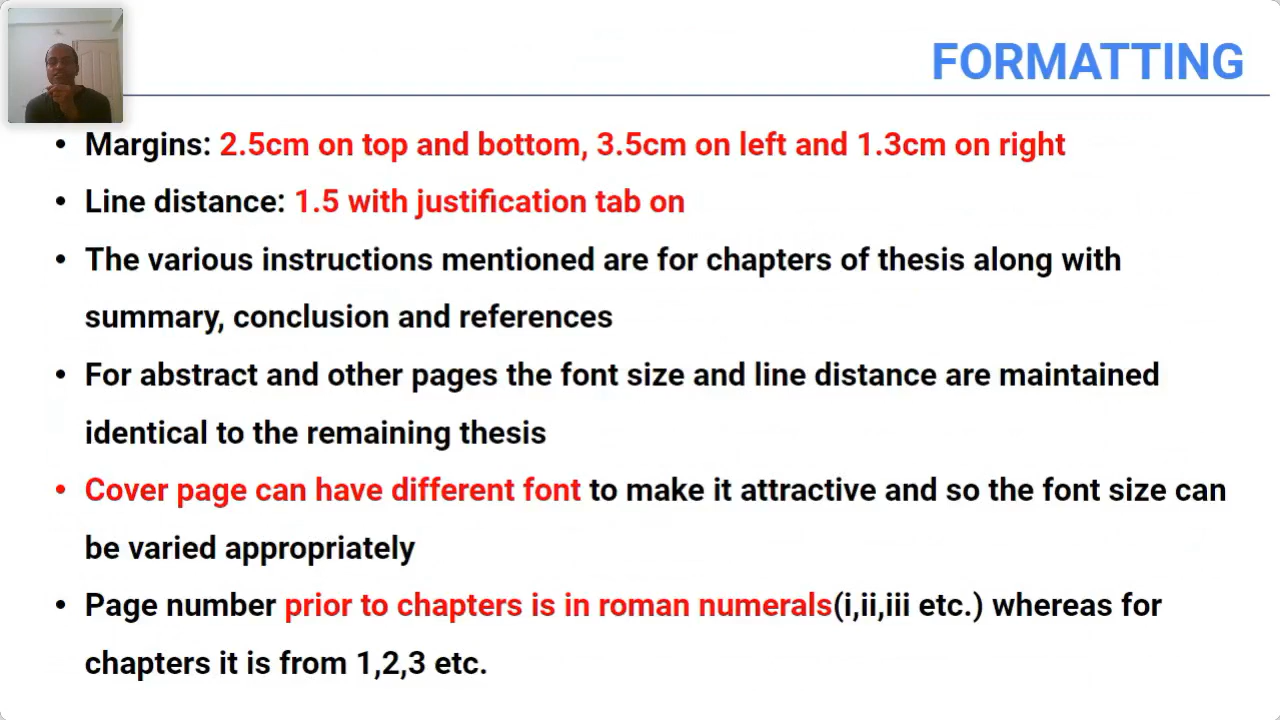 FORMATTING
• Margins: 2.5cm on top and bottom, 3.5cm on left and 1.3cm on right
• Line distance: 1.5 with justification tab on
• The various instructions mentioned are for chapters of thesis along with
summary, conclusion and references
• For abstract and other pages the font size and line distance are maintained
identical to the remaining thesis
• Cover page can have different font to make it attractive and so the font size can
be varied appropriately
• Page number prior to chapters is in roman numerals(i,ii,iii etc.) whereas for
chapters it is from 1,2,3 etc.